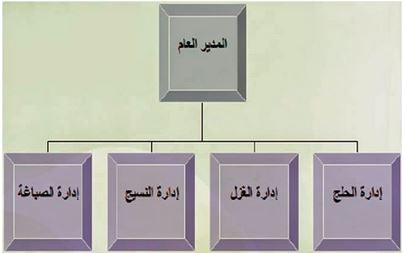 المدير العام
إدارة الحلج
إدارة الغزل
إدارة النسيج
إدارة الصباغة